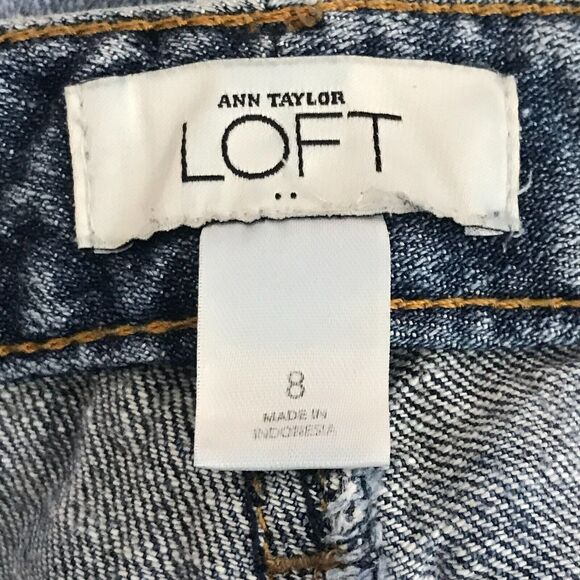 ANN TAYLOR
LOFT
8
MADE IN
INDONESIA